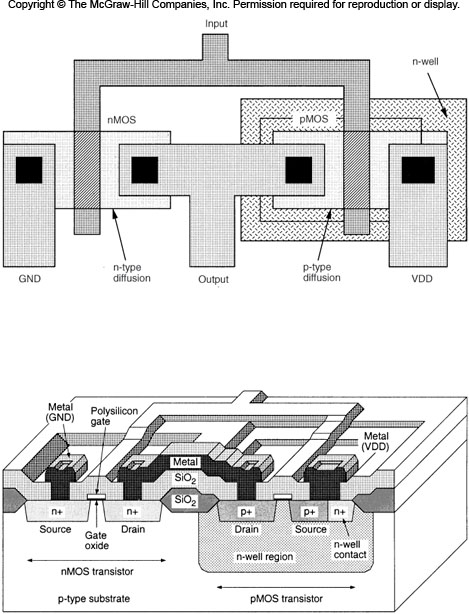 Copyright © The McGraw-Hill Companies, Inc. Permission required for reproduction or display.
Input
n-well
nMOS
pMOS
GND
n-type
diffusion
Output
p-type
diffusion
VDD
Metal
(GND)
Polysilicon
gate
Metal
(VDD)
Metal
SiO2
SiO2
n+
n+
p+
p+
n+
Source
Drain
Drain
Source
Gate
oxide
n-well
contact
n-well region
nMOS transistor
pMOS transistor
p-type substrate